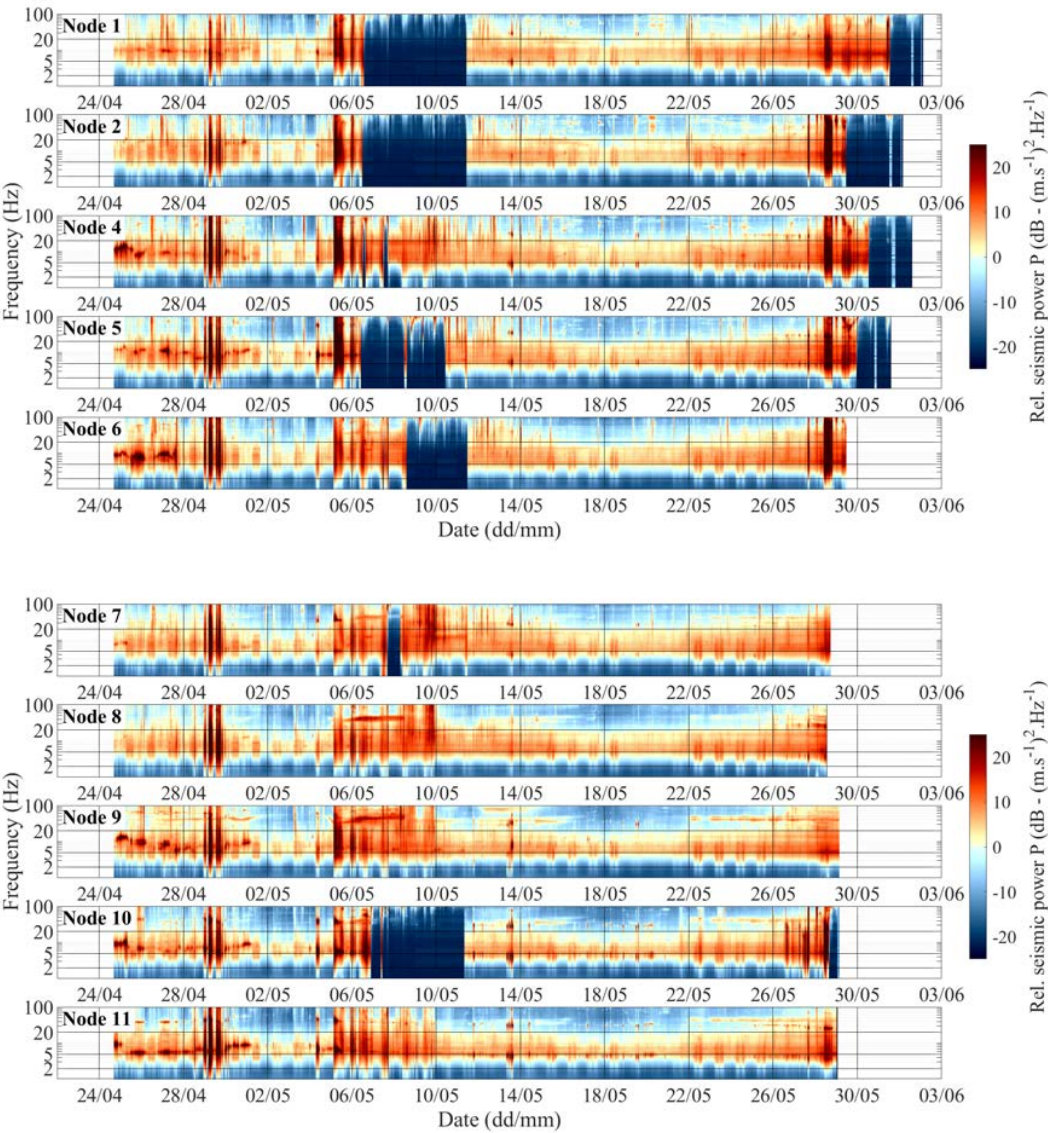 Node 1
100
20
5
2
24/04 28/04 02/05 06/05 10/05 14/05 18/05 22/05 26/05 30/05 03/06
Node 2
100
20
5
2
24/04 28/04 02/05 06/05 10/05 14/05 18/05 22/05 26/05 30/05 03/06
Node 4
100
20
5
2
24/04 28/04 02/05 06/05 10/05 14/05 18/05 22/05 26/05 30/05 03/06
Node 5
100
20
5
2
24/04 28/04 02/05 06/05 10/05 14/05 18/05 22/05 26/05 30/05 03/06
Node 6
100
20
5
2
24/04 28/04 02/05 06/05 10/05 14/05 18/05 22/05 26/05 30/05 03/06
Date (dd/mm)
Frequency (Hz)
20
10
0
-10
-20
Rel. seismic power P (dB - (m.s⁻¹)².Hz⁻¹)
Node 7
100
20
5
2
24/04 28/04 02/05 06/05 10/05 14/05 18/05 22/05 26/05 30/05 03/06
Node 8
100
20
5
2
24/04 28/04 02/05 06/05 10/05 14/05 18/05 22/05 26/05 30/05 03/06
Node 9
100
20
5
2
24/04 28/04 02/05 06/05 10/05 14/05 18/05 22/05 26/05 30/05 03/06
Node 10
100
20
5
2
24/04 28/04 02/05 06/05 10/05 14/05 18/05 22/05 26/05 30/05 03/06
Node 11
100
20
5
2
24/04 28/04 02/05 06/05 10/05 14/05 18/05 22/05 26/05 30/05 03/06
Date (dd/mm)
Frequency (Hz)
20
10
0
-10
-20
Rel. seismic power P (dB - (m.s⁻¹)².Hz⁻¹)